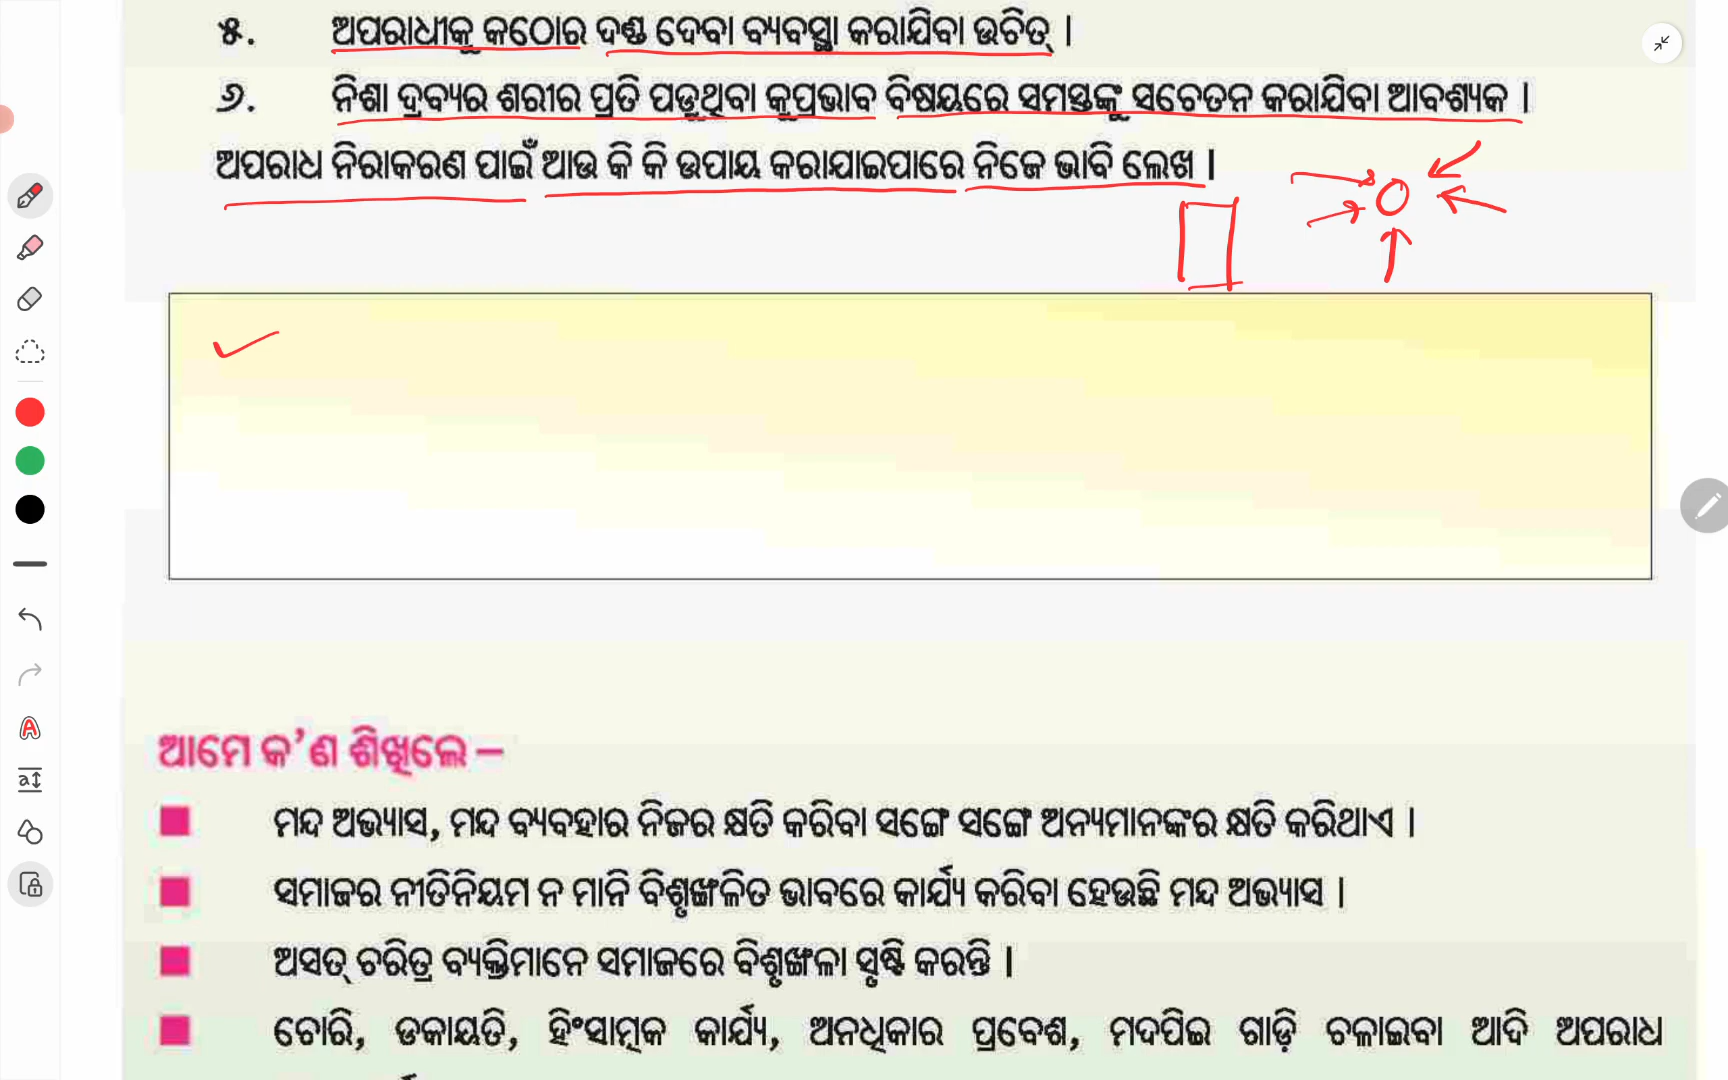 ୫. ଅପରାଧୀକୁ କଠୋର ଦଣ୍ଡ ଦେବା ବ୍ୟବସ୍ଥା କରାଯିବା ଉଚିତ୍ ।
୬. ନିଶା ଦ୍ରବ୍ୟର ଶରୀର ପ୍ରତି ପଡୁଥିବା କୁପ୍ରଭାବ ବିଷୟରେ ସମସ୍ତଙ୍କୁ ସଚେତନ କରାଯିବା ଆବଶ୍ୟକ ।
ଅପରାଧ ନିରାକରଣ ପାଇଁ ଆଉ କି କି ଉପାୟ କରାଯାଇପାରେ ନିଜେ ଭାବି ଲେଖ ।
ଆମେ କ’ଣ ଶିଖିଲେ –
ମନ୍ଦ ଅଭ୍ୟାସ, ମନ୍ଦ ବ୍ୟବହାର ନିଜର କ୍ଷତି କରିବା ସଙ୍ଗେ ସଙ୍ଗେ ଅନ୍ୟମାନଙ୍କର କ୍ଷତି କରିଥାଏ ।
ସମାଜର ନୀତିନିୟମ ନ ମାନି ବିଶୃଙ୍ଖଳିତ ଭାବରେ କାର୍ଯ୍ୟ କରିବା ହେଉଛି ମନ୍ଦ ଅଭ୍ୟାସ ।
ଅସତ୍ ଚରିତ୍ର ବ୍ୟକ୍ତିମାନେ ସମାଜରେ ବିଶୃଙ୍ଖଳା ସୃଷ୍ଟି କରନ୍ତି ।
ଚୋରି, ଡକାୟତି, ହିଂସାତ୍ମକ କାର୍ଯ୍ୟ, ଅନଧିକାର ପ୍ରବେଶ, ମଦପିଇ ଗାଡ଼ି ଚଳାଇବା ଆଦି ଅପରାଧ